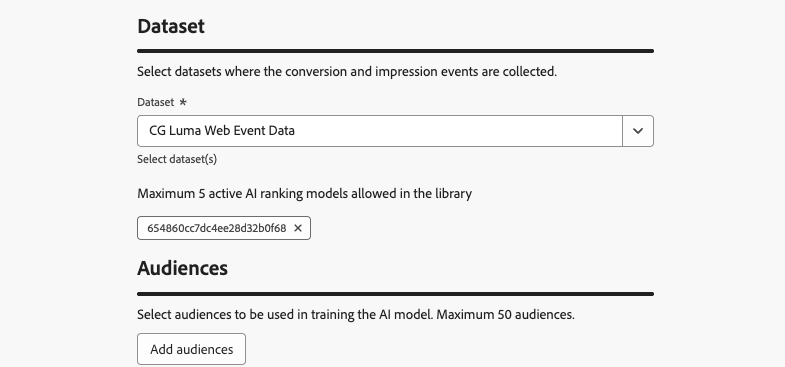 Dataset
Select datasets where the conversion and impression events are collected.
Dataset *
CG Luma Web Event Data
Select dataset(s)
Maximum 5 active AI ranking models allowed in the library
654860cc7dc4ee28d32b0f68 ×
Audiences
Select audiences to be used in training the AI model. Maximum 50 audiences.
Add audiences